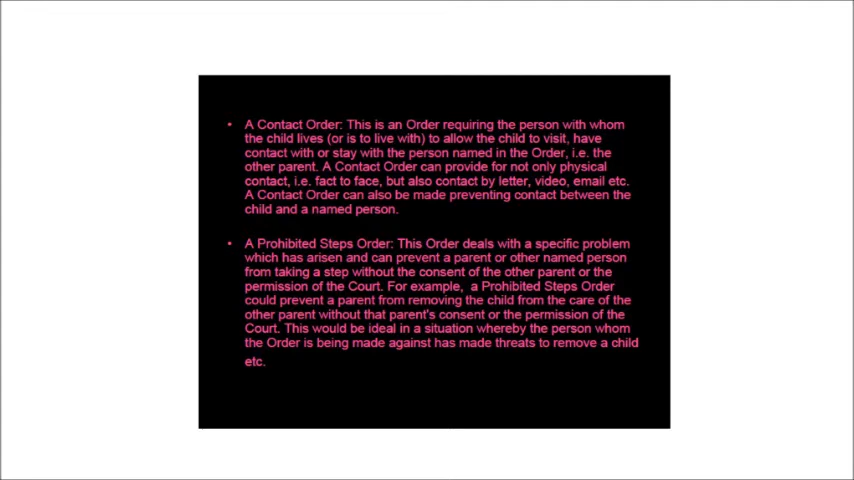 • A Contact Order: This is an Order requiring the person with whom
the child lives (or is to live with) to allow the child to visit, have
contact with or stay with the person named in the Order, i.e. the
other parent. A Contact Order can provide for not only physical
contact, i.e. fact to face, but also contact by letter, video, email etc.
A Contact Order can also be made preventing contact between the
child and a named person.
• A Prohibited Steps Order: This Order deals with a specific problem
which has arisen and can prevent a parent or other named person
from taking a step without the consent of the other parent or the
permission of the Court. For example, a Prohibited Steps Order
could prevent a parent from removing the child from the care of the
other parent without that parent's consent or the permission of the
Court. This would be ideal in a situation whereby the person whom
the Order is being made against has made threats to remove a child
etc.